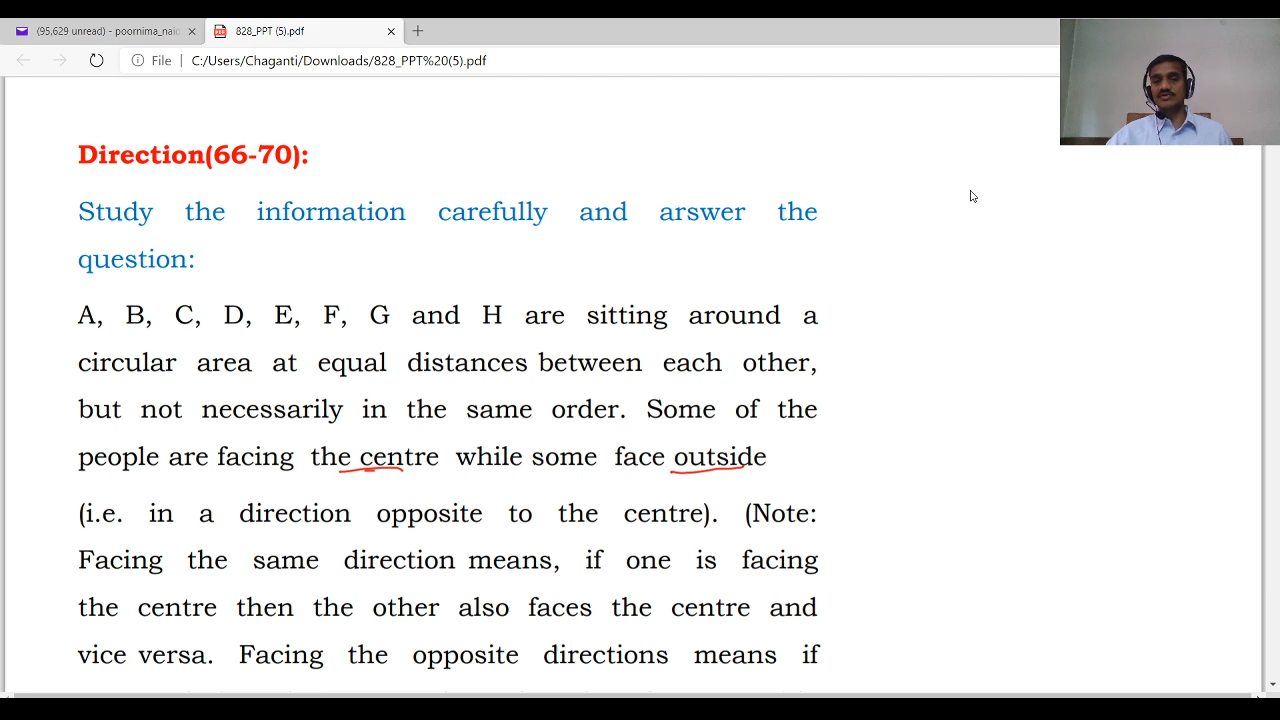 (95,629 unread) - poornima_naid
828_PPT (5).pdf
File | C:/Users/Chaganti/Downloads/828_PPT%20(5).pdf
Direction(66-70):
Study the information carefully and arswer the
question:
A, B, C, D, E, F, G and H are sitting around a
circular area at equal distances between each other,
but not necessarily in the same order. Some of the
people are facing the centre while some face outside
(i.e. in a direction opposite to the centre). (Note:
Facing the same direction means, if one is facing
the centre then the other also faces the centre and
vice versa. Facing the opposite directions means if